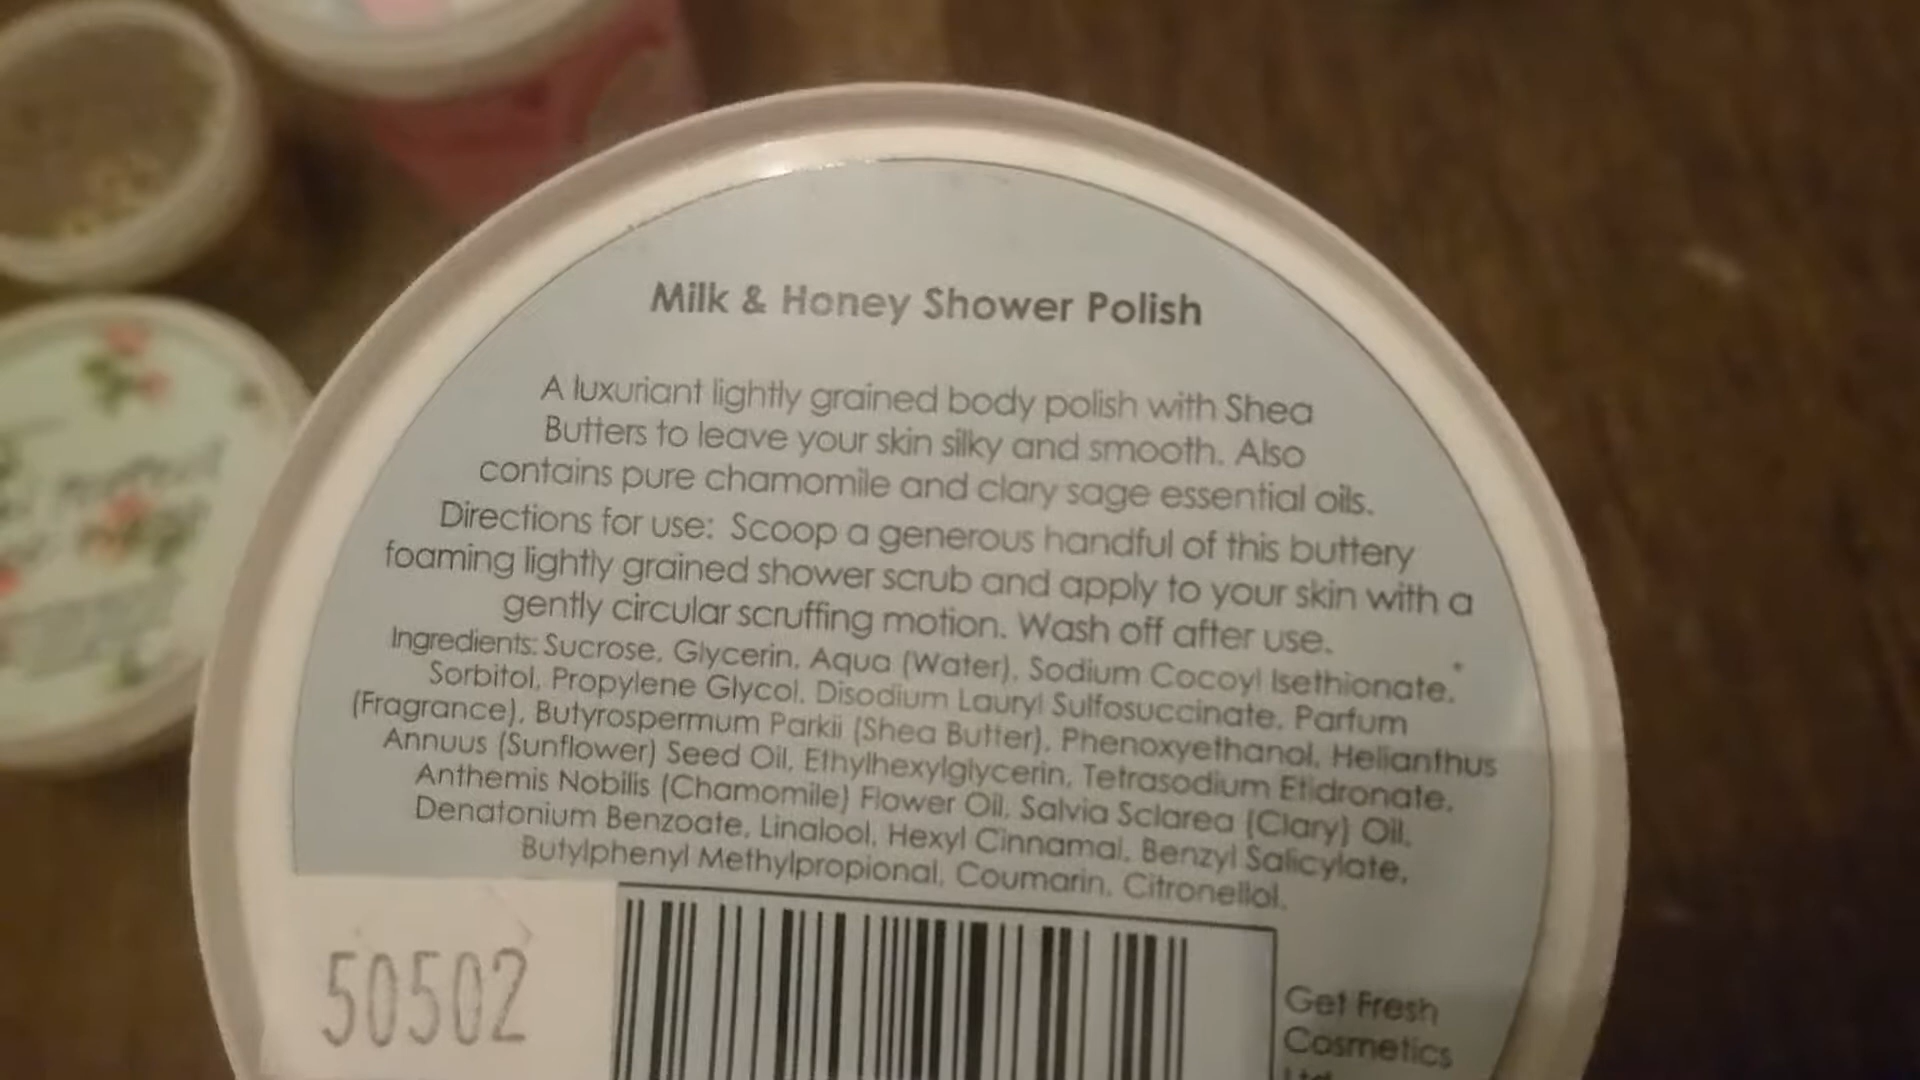 Milk & Honey Shower Polish
A luxuriant lightly grained body polish with Shea
Butters to leave your skin silky and smooth. Also
contains pure chamomile and clary sage essential oils.
Directions for use: Scoop a generous handful of this buttery
foaming lightly grained shower scrub and apply to your skin with a
gently circular scruffing motion. Wash off after use.
Ingredients: Sucrose, Glycerin, Aqua (Water), Sodium Cocoyl Isethionate,
Sorbitol, Propylene Glycol, Disodium Lauryl Sulfosuccinate, Parfum
(Fragrance), Butyrospermum Parkii (Shea Butter), Phenoxyethanol, Helianthus
Annuus (Sunflower) Seed Oil, Ethylhexylglycerin, Tetrasodium Etidronate,
Anthemis Nobilis (Chamomile) Flower Oil, Salvia Sclarea (Clary) Oil,
Denatonium Benzoate, Linalool, Hexyl Cinnamal, Benzyl Salicylate,
Butylphenyl Methylpropional, Coumarin, Citronellol.
50502
Get Fresh
Cosmetics
Ltd